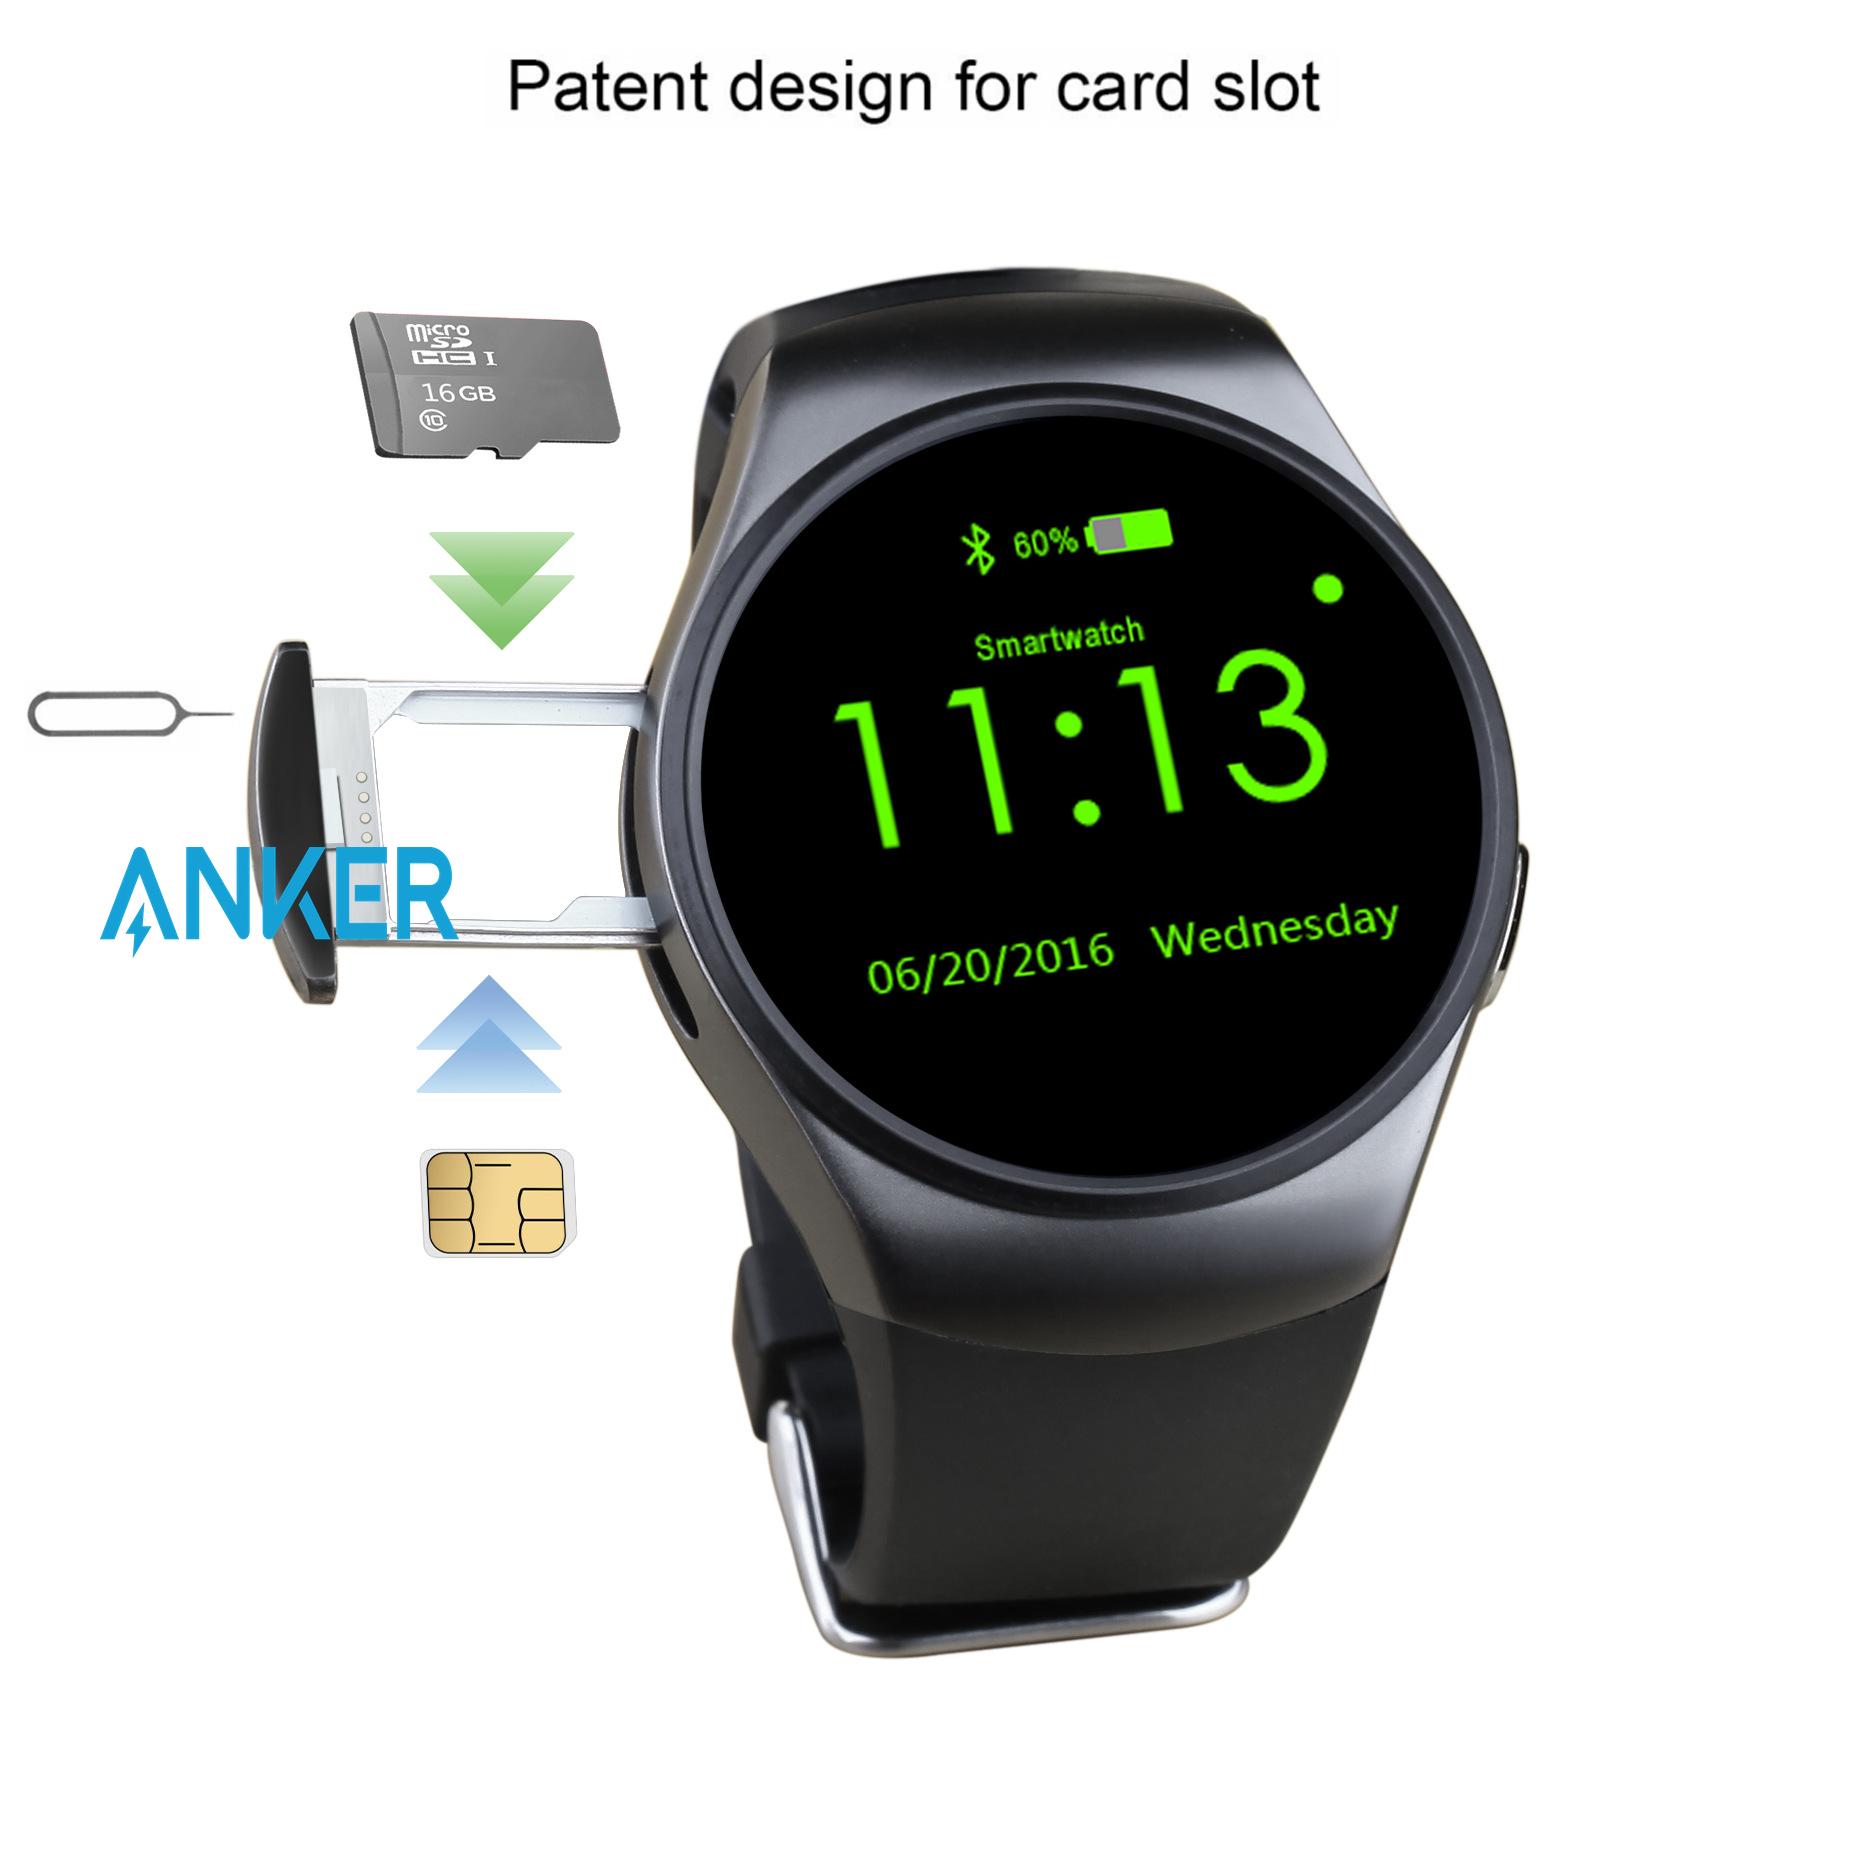 Patent design for card slot
micro
SD
HC I
16GB
10
60%
Smartwatch
11:13
ANKER
06/20/2016 Wednesday